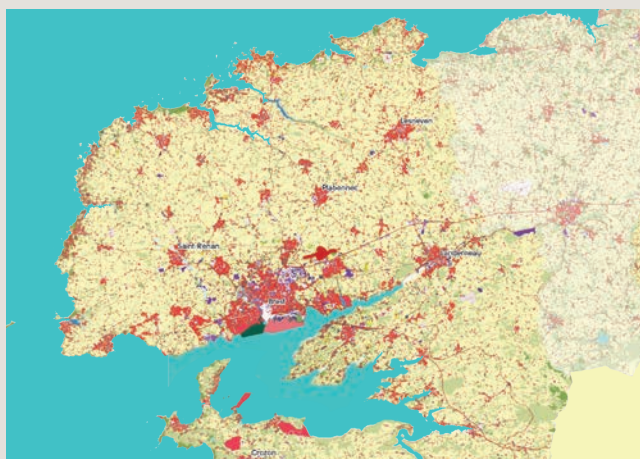 Lesneven
Plabennec
Saint Renan
Landerneau
Brest
Crozon